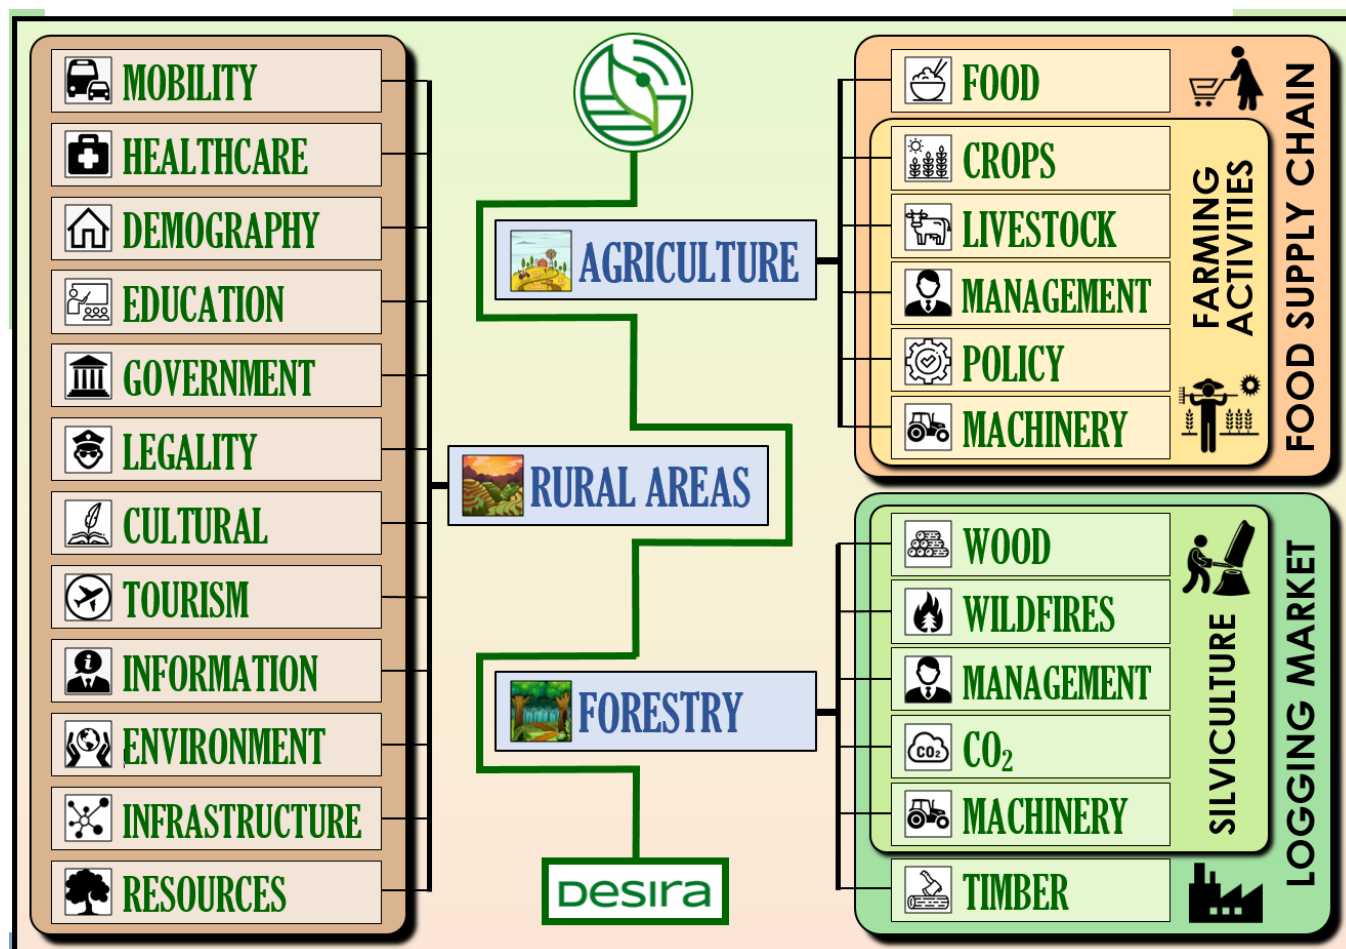 MOBILITY
HEALTHCARE
DEMOGRAPHY
EDUCATION
GOVERNMENT
LEGALITY
CULTURAL
TOURISM
INFORMATION
ENVIRONMENT
INFRASTRUCTURE
RESOURCES
AGRICULTURE
RURAL AREAS
FORESTRY
DESIRA
FOOD
CROPS
LIVESTOCK
MANAGEMENT
POLICY
MACHINERY
FARMING
ACTIVITIES
FOOD SUPPLY CHAIN
WOOD
WILDFIRES
MANAGEMENT
CO₂
CO₂
MACHINERY
TIMBER
SILVICULTURE
LOGGING MARKET